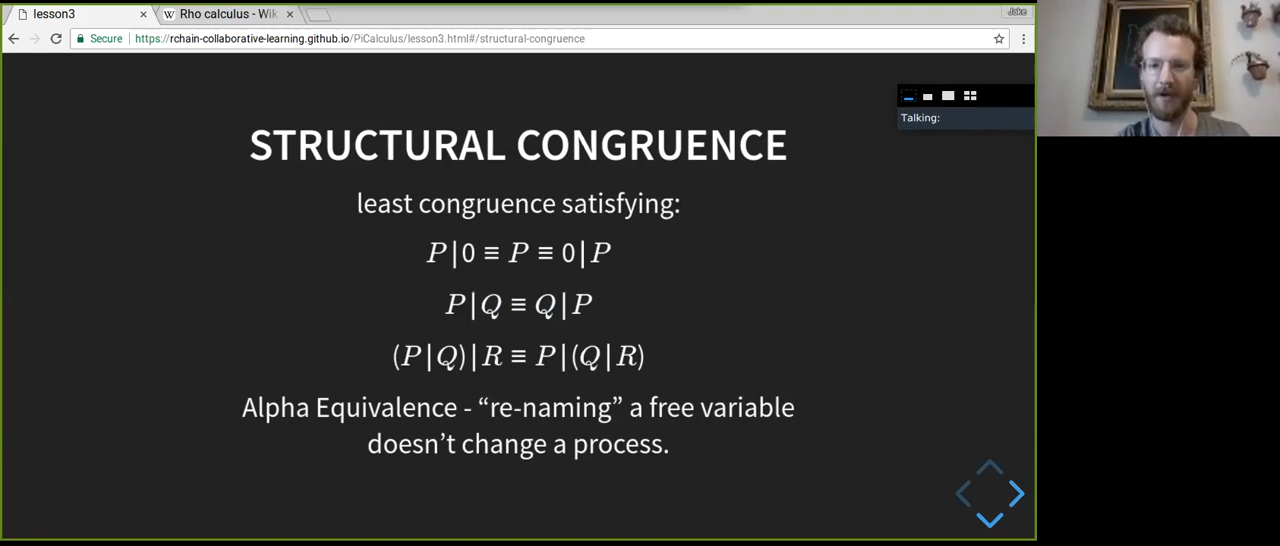 lesson3
Rho calculus - Wik
Jake
Secure
https://rchain-collaborative-learning.github.io/PiCalculus/lesson3.html#/structural-congruence
Talking:
STRUCTURAL CONGRUENCE
least congruence satisfying:
P|0 ≡ P ≡ 0|P
P|Q ≡ Q|P
(P|Q)|R ≡ P|(Q|R)
Alpha Equivalence - “re-naming” a free variable
doesn’t change a process.